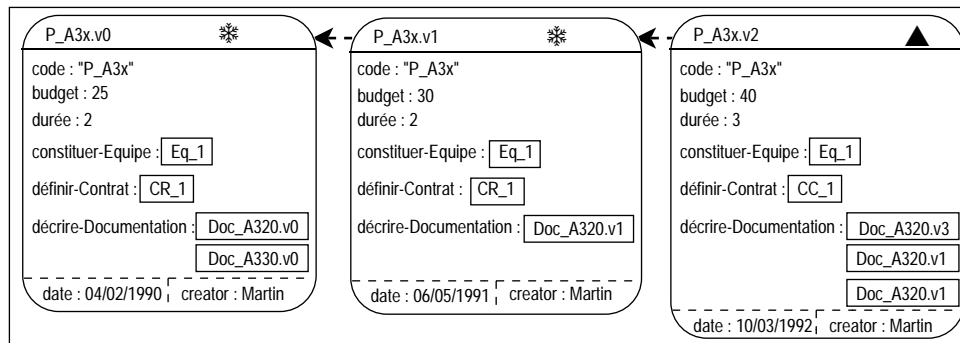 P_A3x.v0
code : "P_A3x"
budget : 25
durée : 2
constituer-Equipe : Eq_1
définir-Contrat : CR_1
décrire-Documentation : Doc_A320.v0
Doc_A330.v0
date : 04/02/1990 creator : Martin
P_A3x.v1
code : "P_A3x"
budget : 30
durée : 2
constituer-Equipe : Eq_1
définir-Contrat : CR_1
décrire-Documentation : Doc_A320.v1
date : 06/05/1991 creator : Martin
P_A3x.v2
code : "P_A3x"
budget : 40
durée : 3
constituer-Equipe : Eq_1
définir-Contrat : CC_1
décrire-Documentation : Doc_A320.v3
Doc_A320.v1
Doc_A320.v1
date : 10/03/1992 creator : Martin